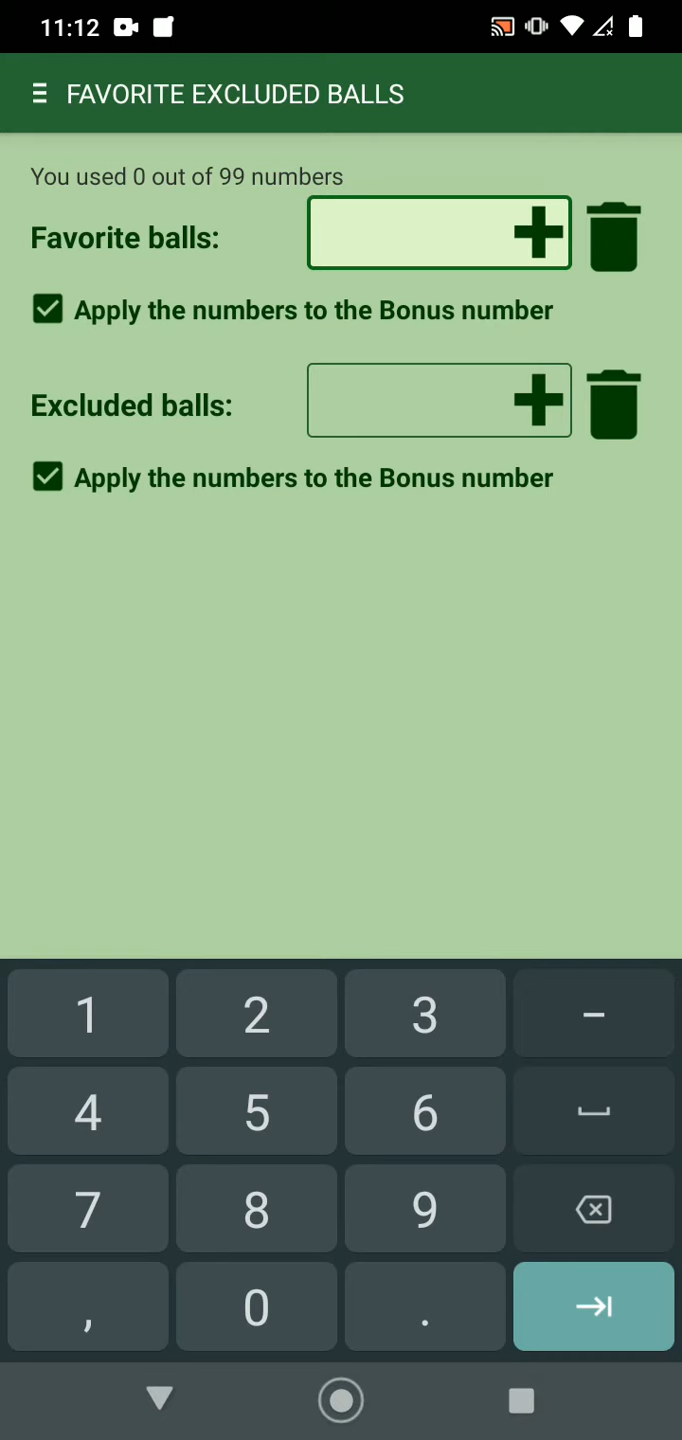 11:12
FAVORITE EXCLUDED BALLS
You used 0 out of 99 numbers
Favorite balls:
Apply the numbers to the Bonus number
Excluded balls:
Apply the numbers to the Bonus number
1 2 3 –
4 5 6
7 8 9
, 0 .